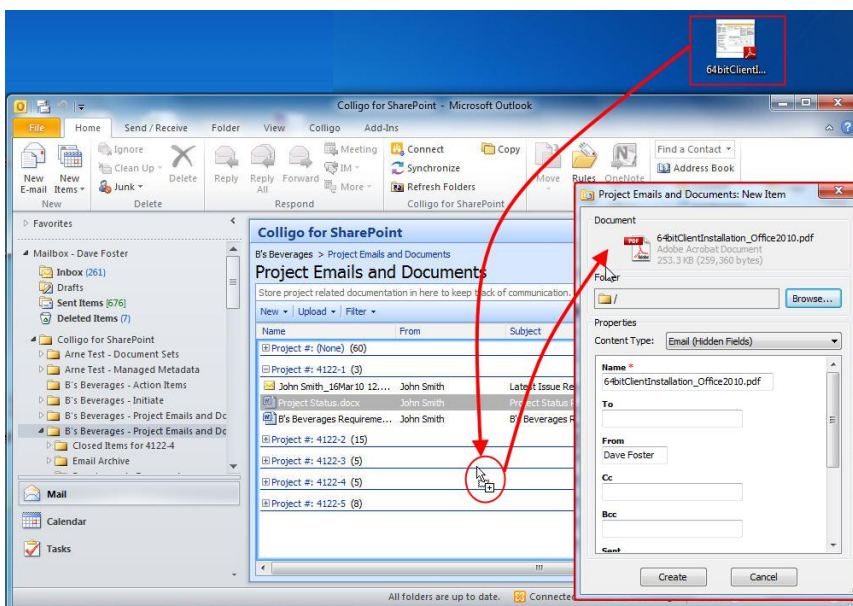 64bitClientI...
Colligo for SharePoint - Microsoft Outlook
File Home Send / Receive Folder View Colligo Add-Ins
New E-mail
New Items
Ignore
Clean Up
Junk
Delete
Reply
Reply All
Forward
Meeting
IM
More
Connect
Synchronize
Refresh Folders
Copy
Move
Rules
OneNote
Find a Contact
Address Book
New Delete Respond Colligo for SharePoint
Favorites
Mailbox - Dave Foster
Inbox (261)
Drafts
Sent Items [676]
Deleted Items (7)
Colligo for SharePoint
Arne Test - Document Sets
Arne Test - Managed Metadata
B's Beverages - Action Items
B's Beverages - Initiate
B's Beverages - Project Emails and Dc
B's Beverages - Project Emails and Dc
Closed Items for 4122-4
Email Archive
Mail
Calendar
Tasks
Colligo for SharePoint
B's Beverages > Project Emails and Documents
Project Emails and Documents
Store project related documentation in here to keep track of communication.
New Upload Filter
Name From Subject
Project #: (None) (60)
Project #: 4122-1 (3)
John Smith_16Mar10 12.... John Smith Latest Issue Re
Project Status.docx John Smith Project Status R
B's Beverages Requireme... John Smith B's Beverages R
Project #: 4122-2 (15)
Project #: 4122-3 (5)
Project #: 4122-4 (5)
Project #: 4122-5 (8)
All folders are up to date. Connected
Project Emails and Documents: New Item
Document
PDF
Adobe
64bitClientInstallation_Office2010.pdf
Adobe Acrobat Document
253.3 KB (259,360 bytes)
Folder
/
Browse...
Properties
Content Type: Email (Hidden Fields)
Name *
64bitClientInstallation_Office2010.pdf
To
From
Dave Foster
Cc
Bcc
Sent
Create Cancel